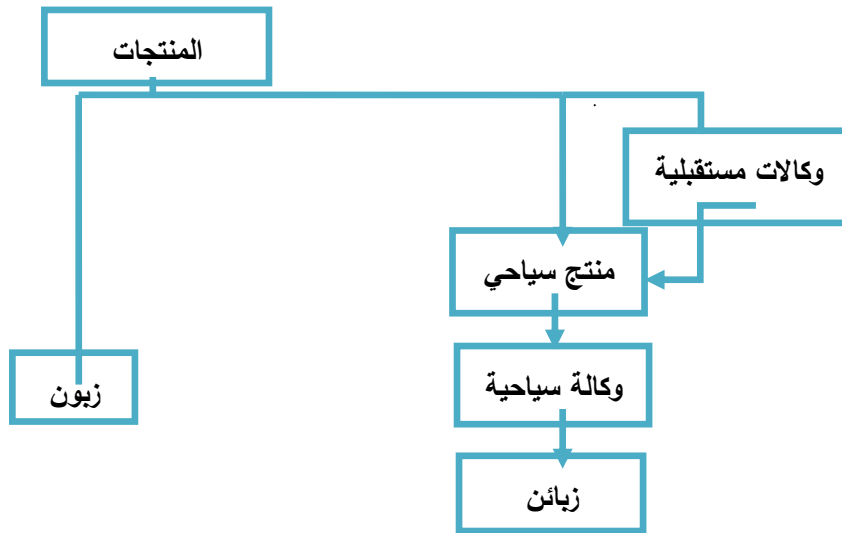 المنتجات
وكالات مستقبلية
منتج سياحي
وكالة سياحية
زبون
زبائن